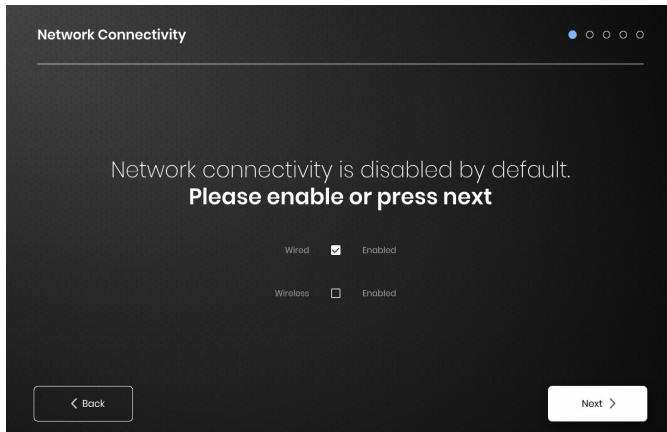 Network Connectivity
Network connectivity is disabled by default.
Please enable or press next
Wired Enabled
Wireless Enabled
Back Next